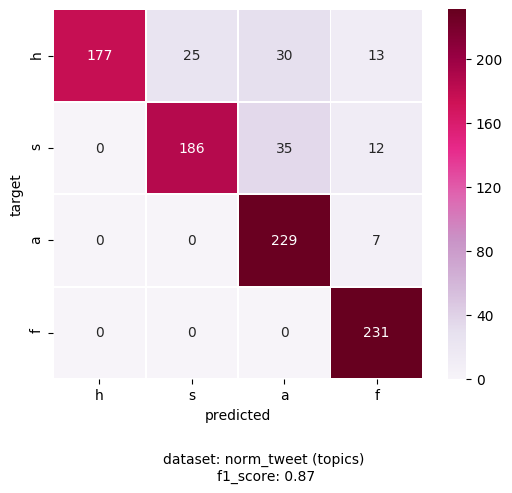 h 177 25 30 13
s 0 186 35 12
a 0 0 229 7
f 0 0 0 231
target
h s a f
predicted
200
160
120
80
40
0
dataset: norm_tweet (topics)
f1_score: 0.87